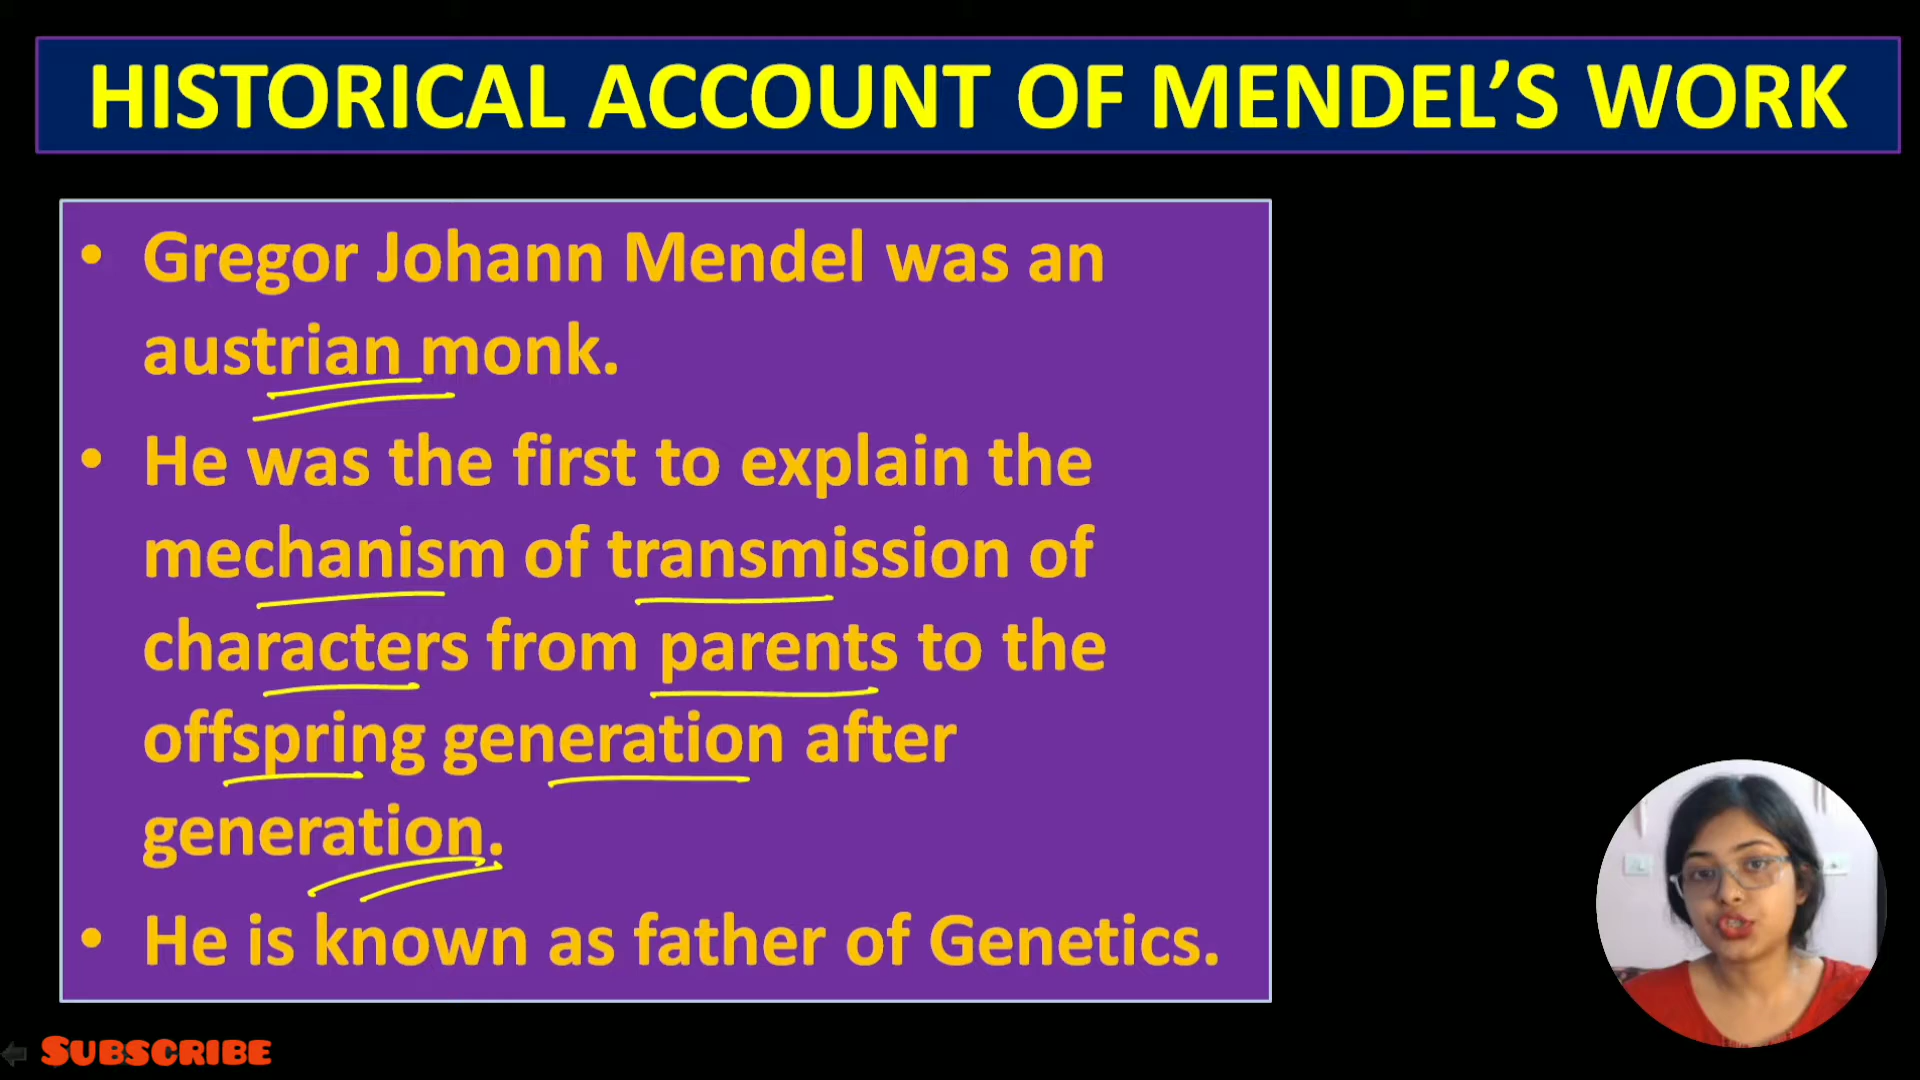 HISTORICAL ACCOUNT OF MENDEL’S WORK
• Gregor Johann Mendel was an
austrian monk.
• He was the first to explain the
mechanism of transmission of
characters from parents to the
offspring generation after
generation.
• He is known as father of Genetics.
SUBSCRIBE